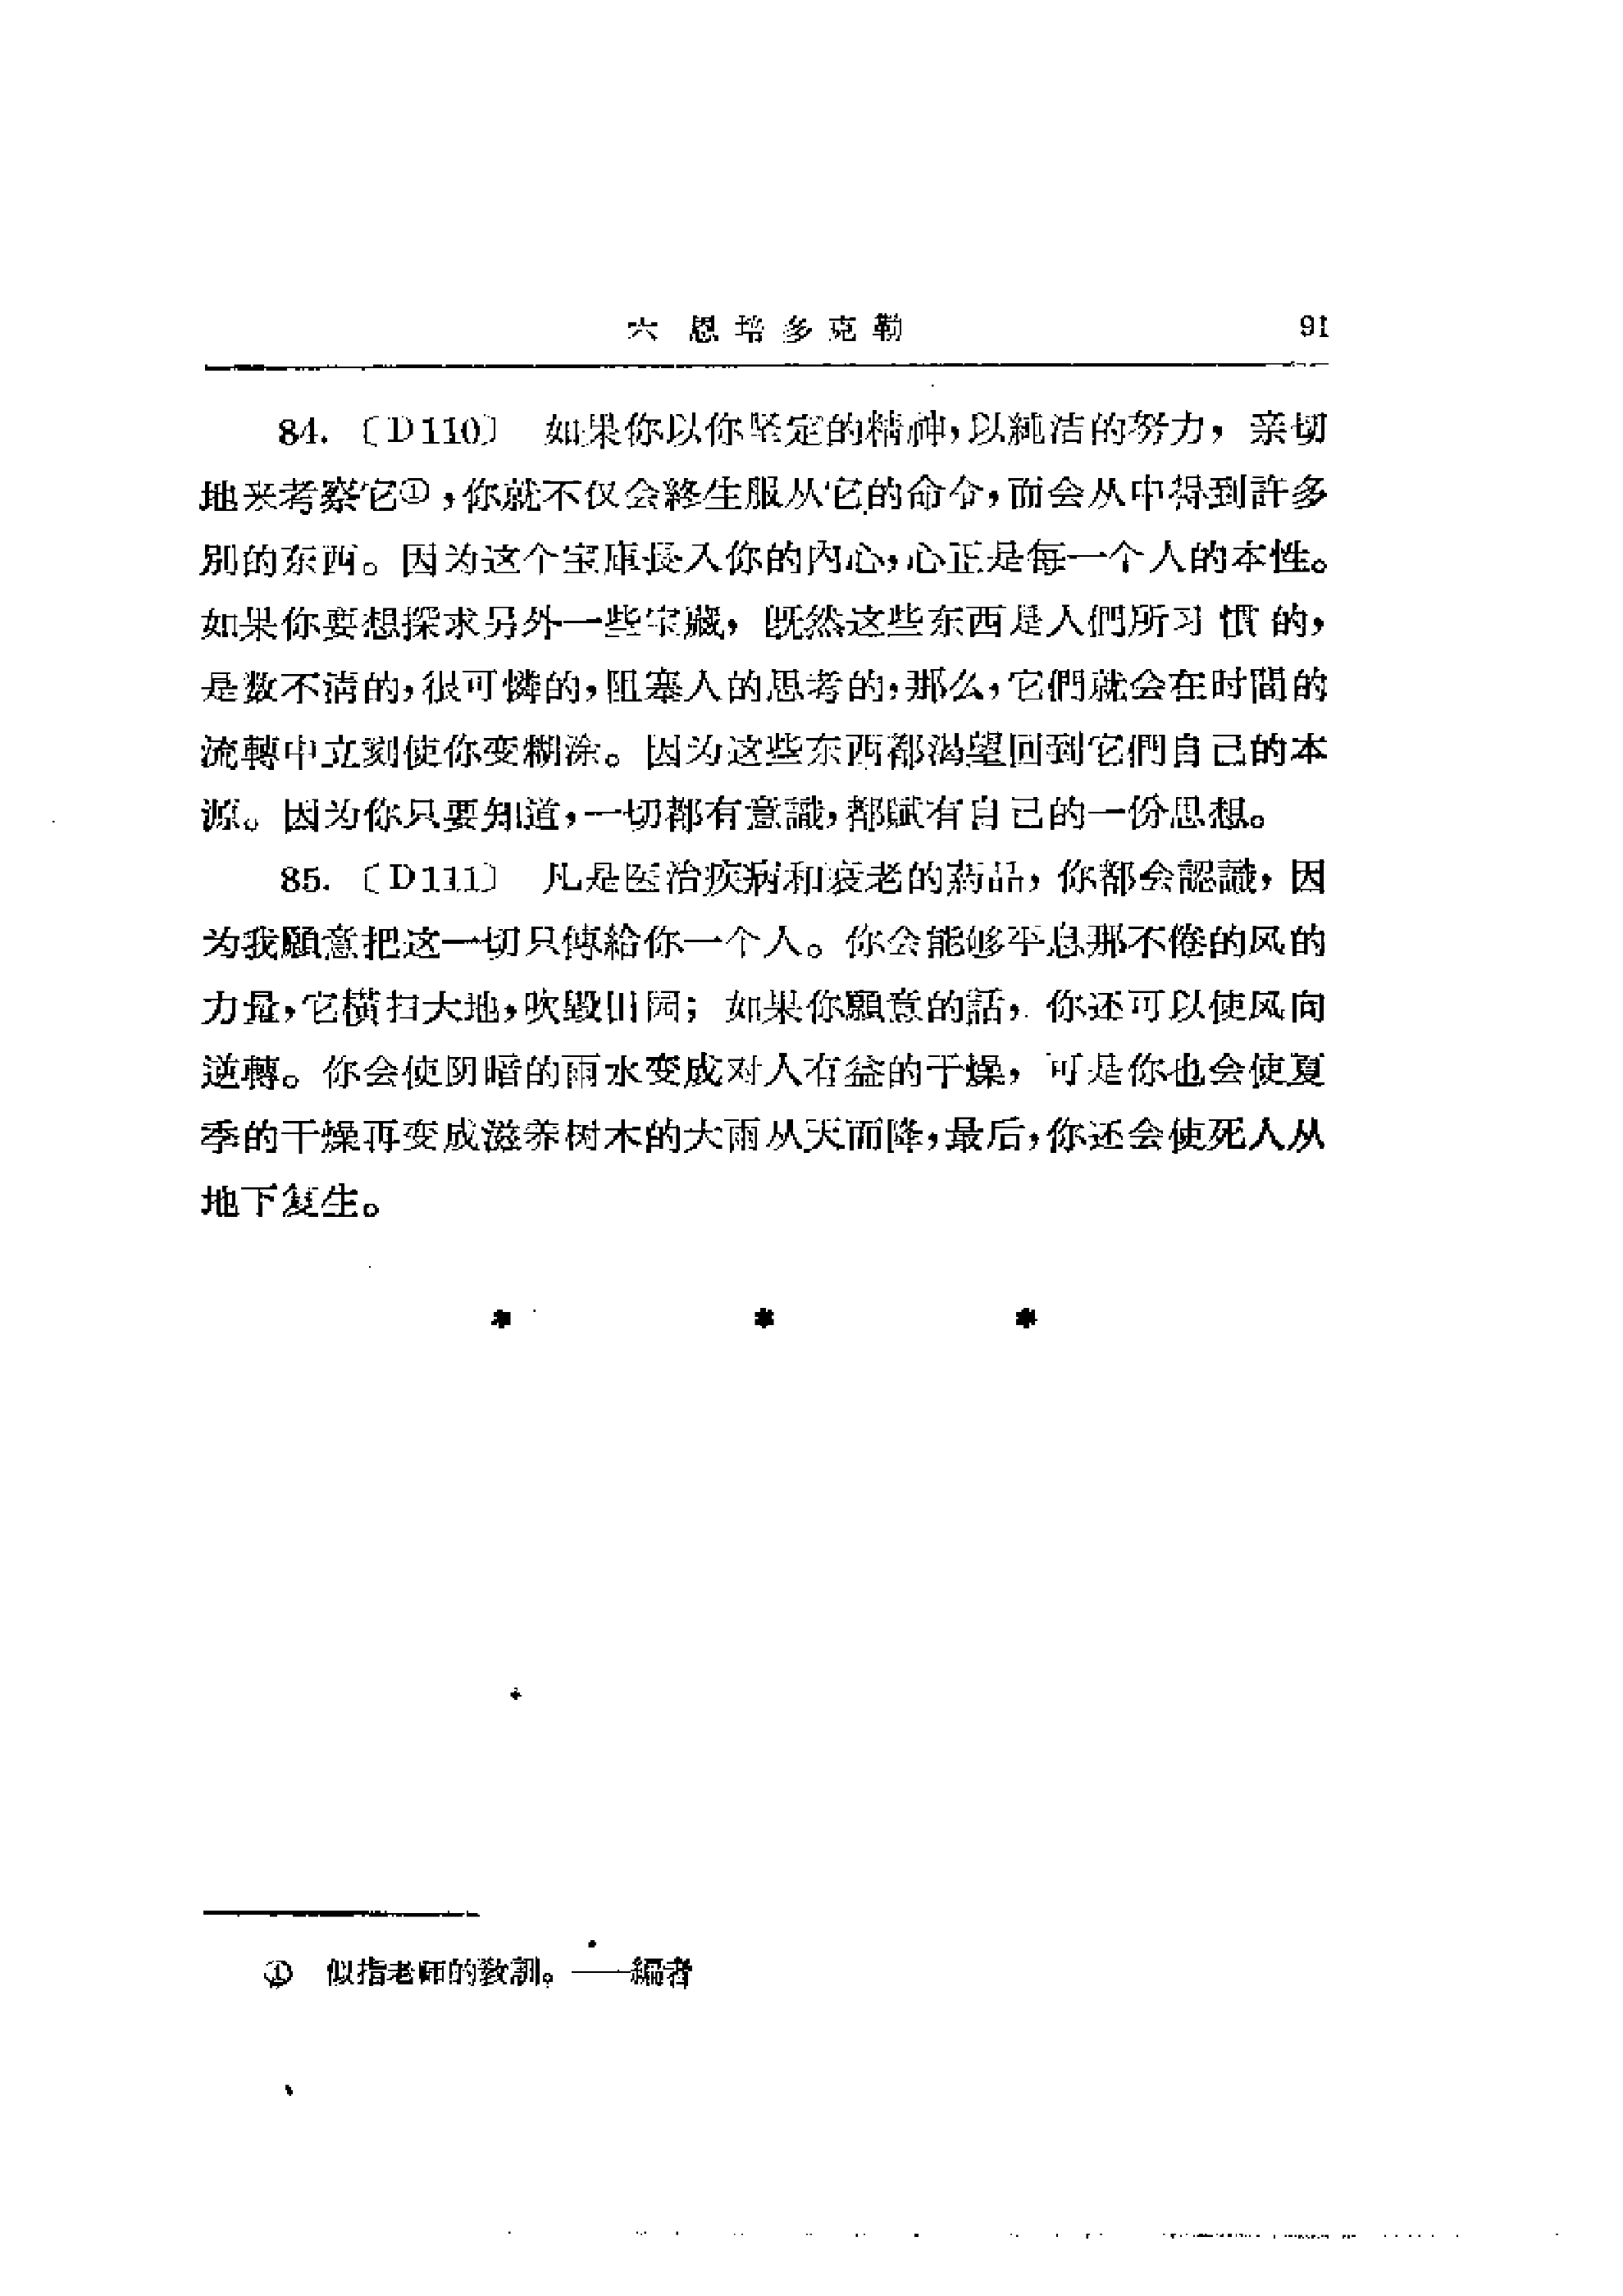 六 恩培多克勒 91
84.〔D110〕 如果你以你坚定的精神，以純洁的努力，亲切
地来考察它①，你就不仅会終生服从它的命令，而会从中得到許多
別的东西。因为这个宝庫長入你的内心，心正是每一个人的本性。
如果你要想探求另外一些宝藏，既然这些东西是人們所习惯的，
是数不清的，很可憐的，阻塞人的思考的，那么，它們就会在时間的
流轉中立刻使你变糊涂。因为这些东西都渴望回到它們自己的本
源。因为你只要知道，一切都有意識，都賦有自己的一份思想。
85.〔D111〕 凡是医治疾病和衰老的葯品，你都会認識，因
为我願意把这一切只傳給你一个人。你会能够平息那不倦的风的
力量，它横扫大地，吹毁田园；如果你願意的話，你还可以使风向
逆轉。你会使阴暗的雨水变成对人有益的干燥，可是你也会使夏
季的干燥再变成滋养树木的大雨从天而降，最后，你还会使死人从
地下复生。
* * *
① 似指老师的教訓。——編者